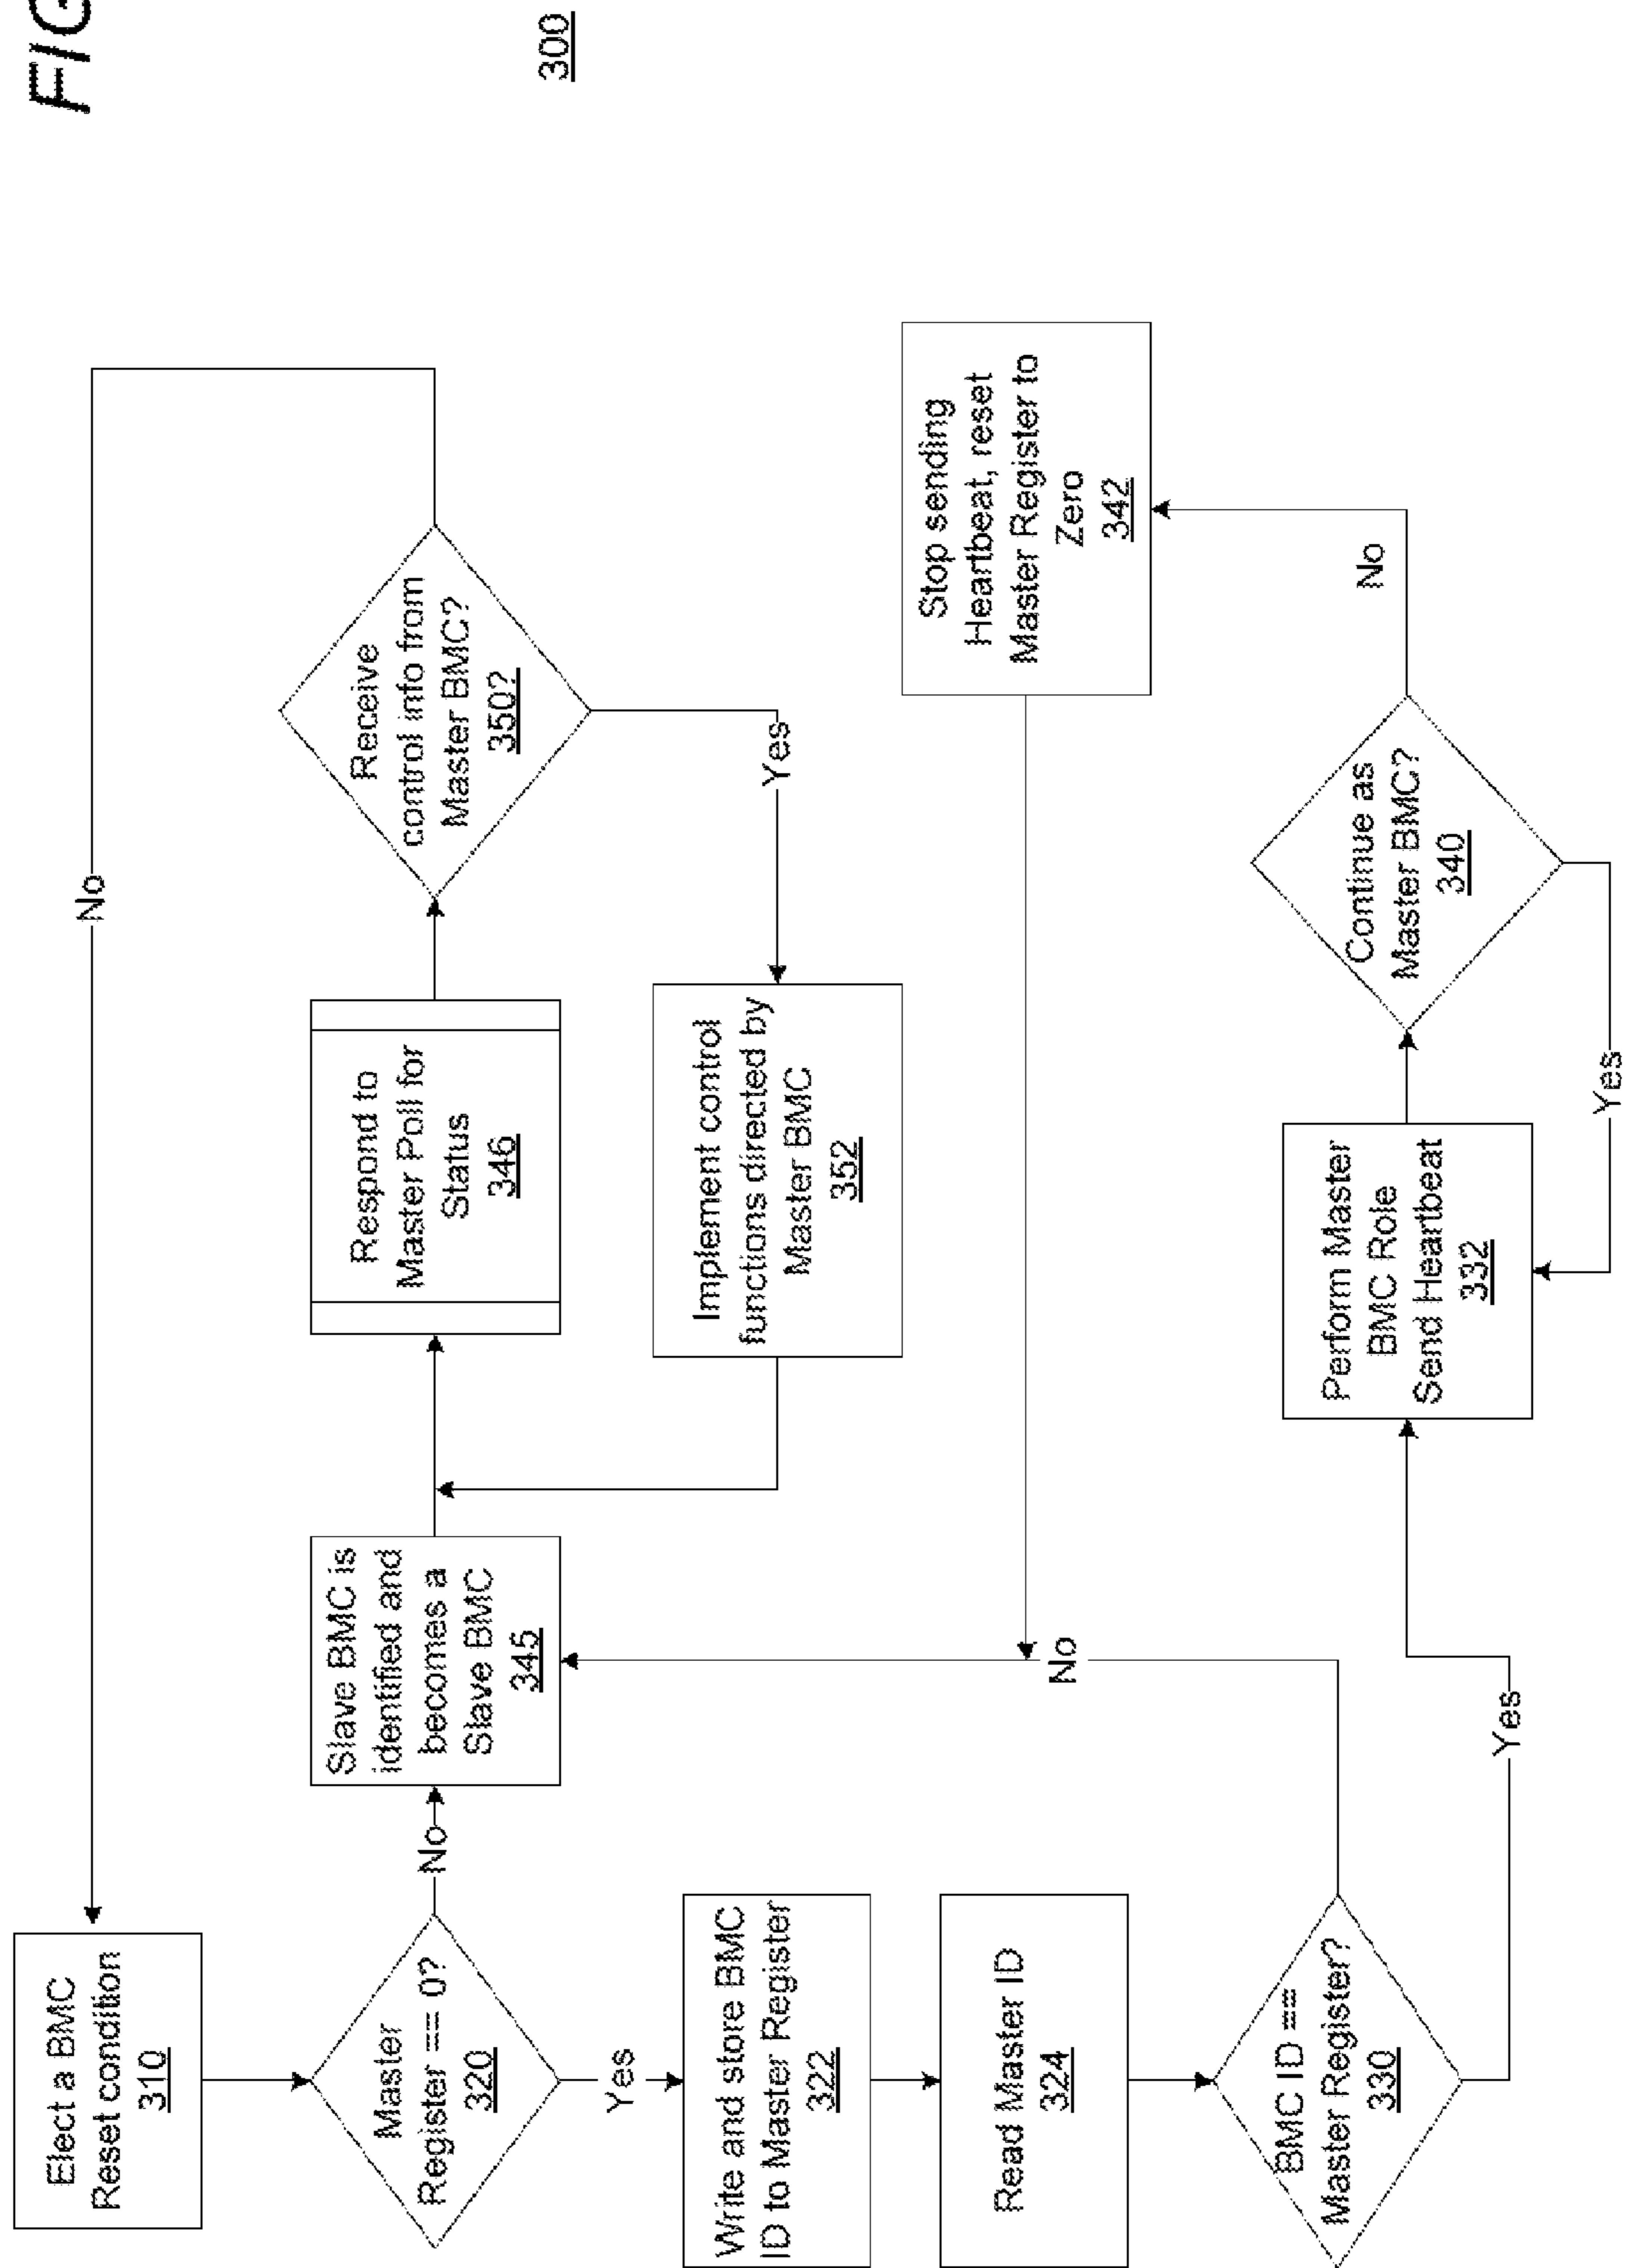 FIG
300
Elect a BMC
Reset condition
310
No
Master
Register == 0?
320
No
Slave BMC is
identified and
becomes a
Slave BMC
345
Respond to
Master Poll for
Status
346
Receive
control info from
Master BMC?
350?
Yes
Implement control
functions directed by
Master BMC
352
Yes
Write and store BMC
ID to Master Register
322
Read Master ID
324
BMC ID ==
Master Register?
330
No
Yes
Perform Master
BMC Role
Send Heartbeat
332
Continue as
Master BMC?
340
Yes
No
Stop sending
Heartbeat, reset
Master Register to
Zero
342